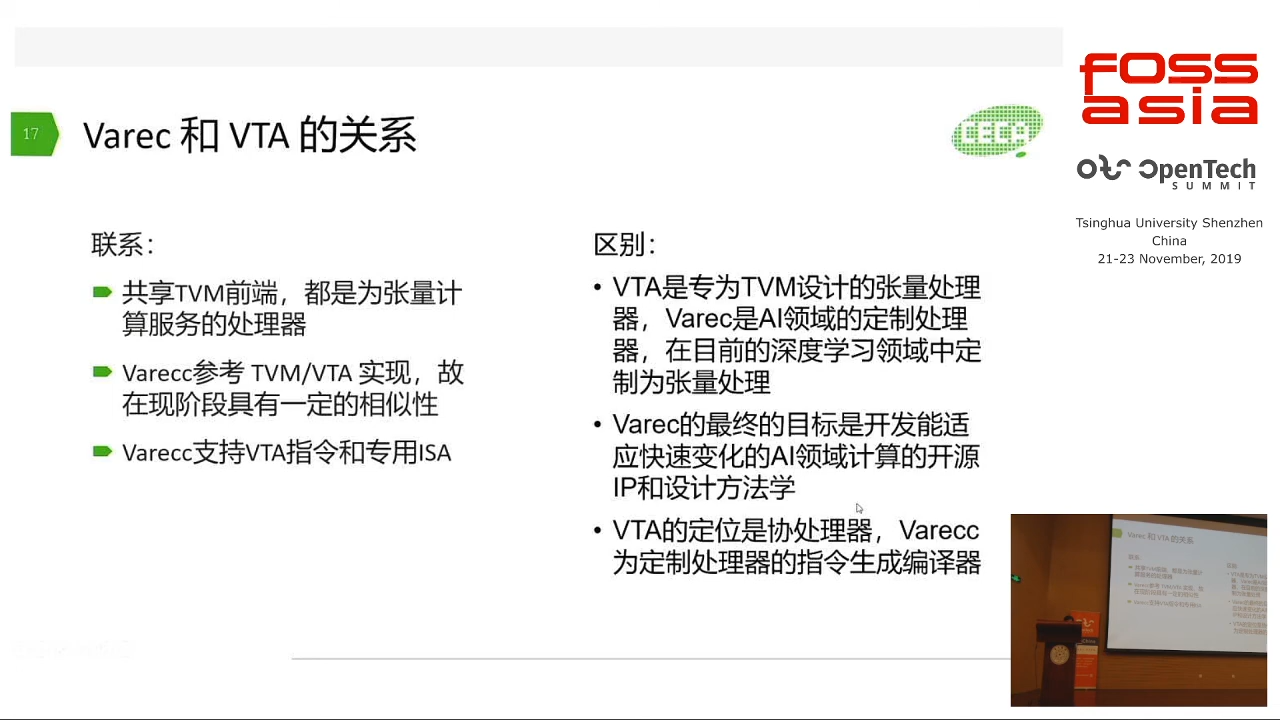 17
Varec 和 VTA 的关系
联系：
共享TVM前端，都是为张量计
算服务的处理器
Varecc参考 TVM/VTA 实现，故
在现阶段具有一定的相似性
Varecc支持VTA指令和专用ISA
区别：
• VTA是专为TVM设计的张量处理
器，Varec是AI领域的定制处理
器，在目前的深度学习领域中定
制为张量处理
• Varec的最终的目标是开发能适
应快速变化的AI领域计算的开源
IP和设计方法学
• VTA的定位是协处理器，Varecc
为定制处理器的指令生成编译器
FOSS
asia
OpenTech
SUMMIT
Tsinghua University Shenzhen
China
21-23 November, 2019
Varec 和 VTA 的关系